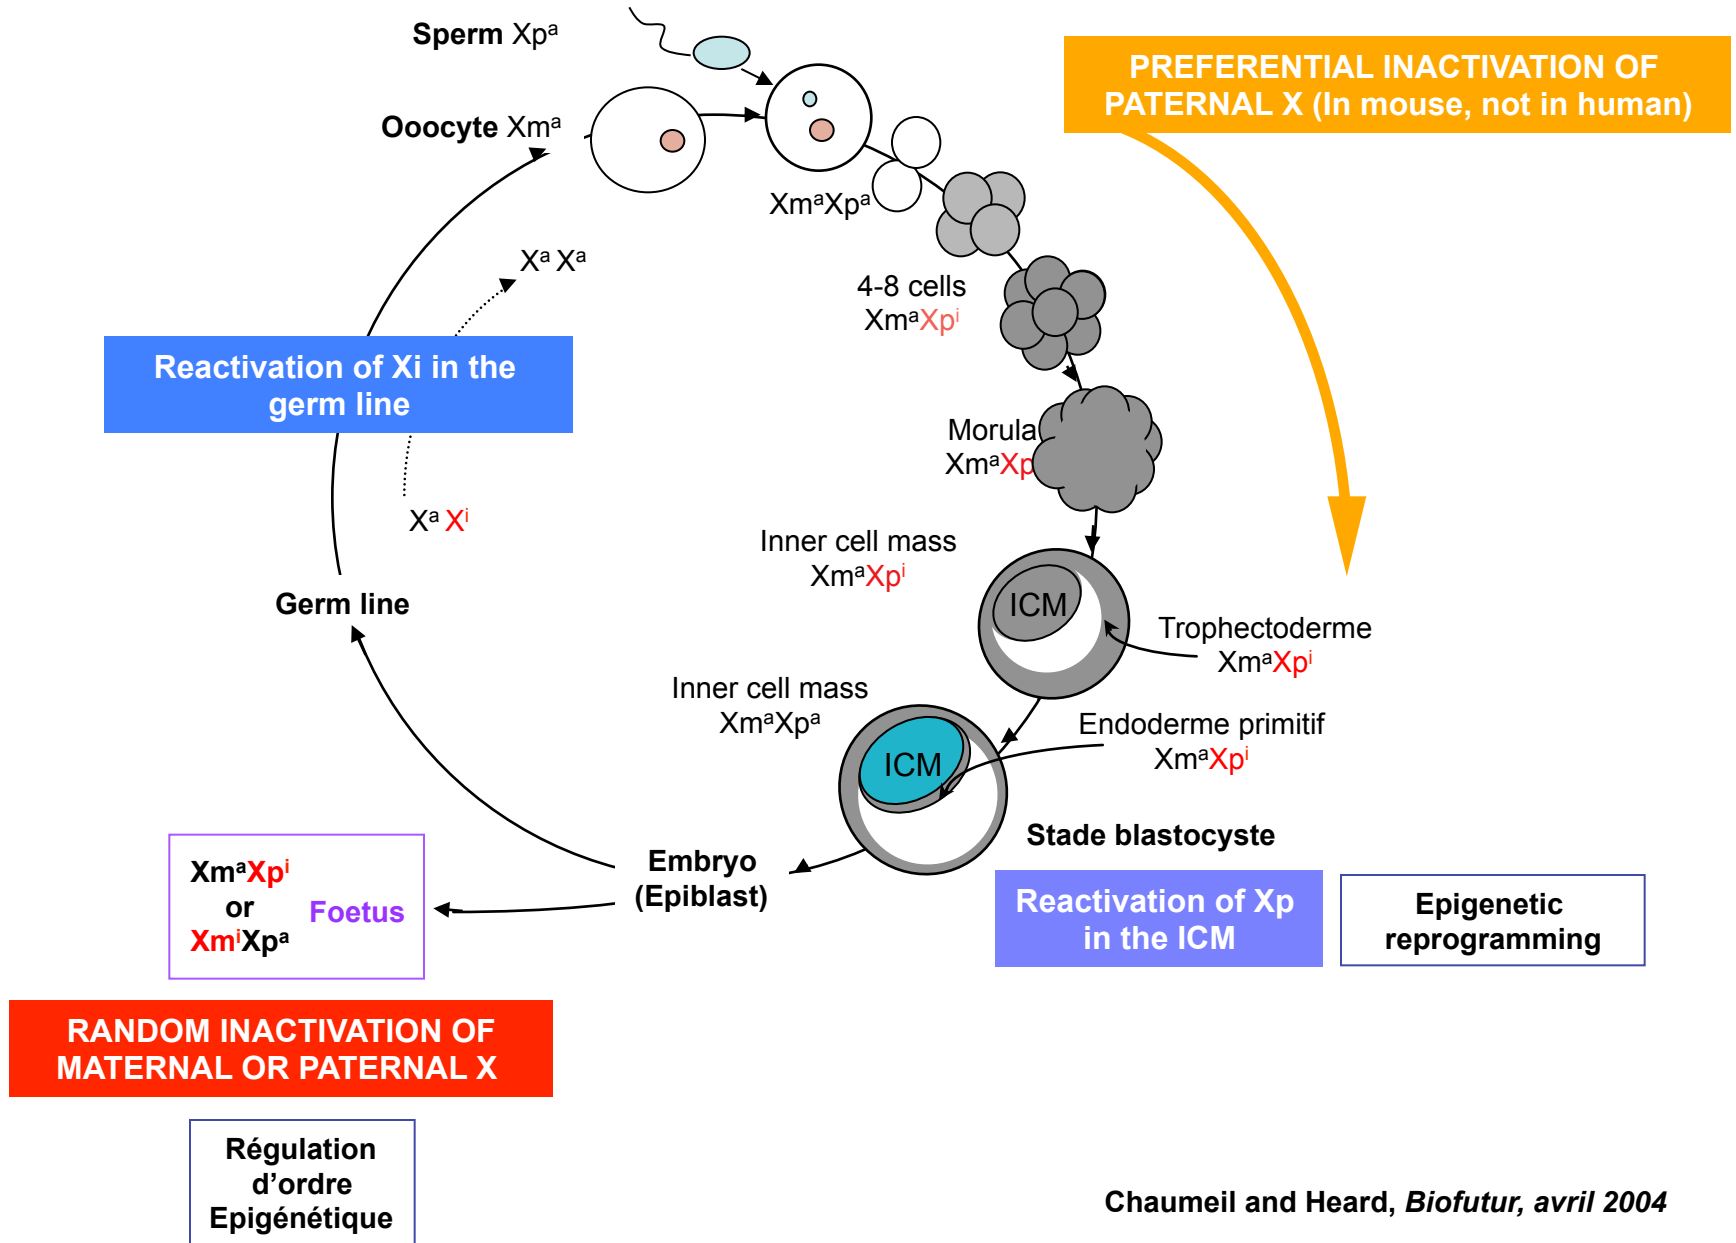 Sperm Xpᵃ
PREFERENTIAL INACTIVATION OF
PATERNAL X (In mouse, not in human)
Ooocyte Xmᵃ
XmᵃXpᵃ
Xᵃ Xᵃ
4-8 cells
XmᵃXpⁱ
Reactivation of Xi in the
germ line
Morula
XmᵃXp
Xᵃ Xⁱ
Inner cell mass
XmᵃXpⁱ
ICM
Germ line
Trophectoderme
XmᵃXpⁱ
Inner cell mass
XmᵃXpᵃ
ICM
Endoderme primitif
XmᵃXpⁱ
Stade blastocyste
Embryo
(Epiblast)
XmᵃXpⁱ
or
XmⁱXpᵃ
Foetus
Reactivation of Xp
in the ICM
Epigenetic
reprogramming
RANDOM INACTIVATION OF
MATERNAL OR PATERNAL X
Régulation
d’ordre
Epigénétique
Chaumeil and Heard, Biofutur, avril 2004